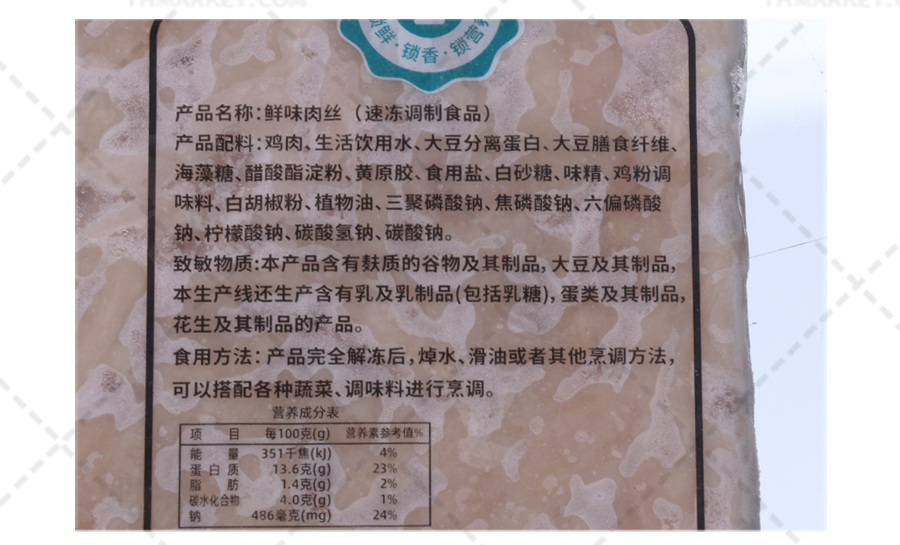 THMARKET.COM
THMARKET.COM
鲜·锁香·锁营养
产品名称:鲜味肉丝（速冻调制食品）
产品配料:鸡肉、生活饮用水、大豆分离蛋白、大豆膳食纤维、
海藻糖、醋酸酯淀粉、黄原胶、食用盐、白砂糖、味精、鸡粉调
味料、白胡椒粉、植物油、三聚磷酸钠、焦磷酸钠、六偏磷酸
钠、柠檬酸钠、碳酸氢钠、碳酸钠。
致敏物质:本产品含有麸质的谷物及其制品, 大豆及其制品,
本生产线还生产含有乳及乳制品(包括乳糖), 蛋类及其制品,
花生及其制品的产品。
食用方法: 产品完全解冻后, 焯水、滑油或者其他烹调方法,
可以搭配各种蔬菜、调味料进行烹调。
营养成分表
项 目 每100克(g) 营养素参考值%
能 量 351千焦(kJ) 4%
蛋白质 13.6克(g) 23%
脂 肪 1.4克(g) 2%
碳水化合物 4.0克(g) 1%
钠 486毫克(mg) 24%